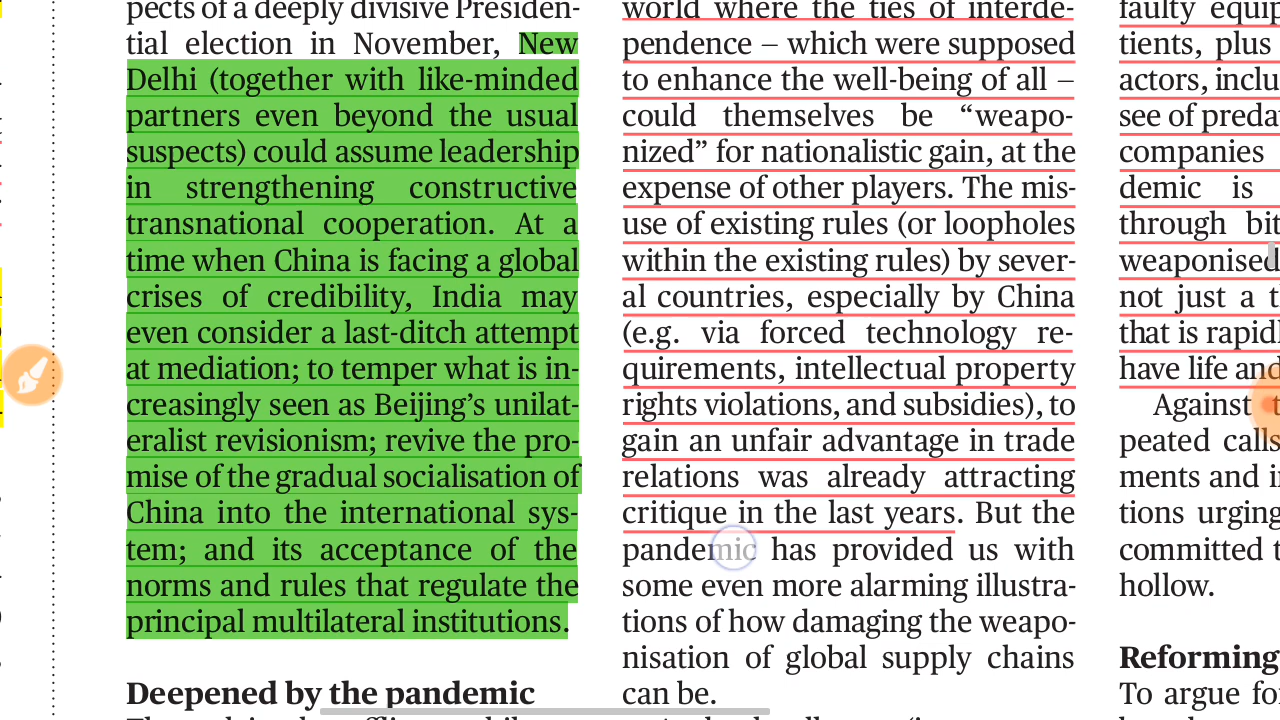 pects of a deeply divisive Presiden-
tial election in November, New
Delhi (together with like-minded
partners even beyond the usual
suspects) could assume leadership
in strengthening constructive
transnational cooperation. At a
time when China is facing a global
crises of credibility, India may
even consider a last-ditch attempt
at mediation; to temper what is in-
creasingly seen as Beijing's unilat-
eralist revisionism; revive the pro-
mise of the gradual socialisation of
China into the international sys-
tem; and its acceptance of the
norms and rules that regulate the
principal multilateral institutions.
Deepened by the pandemic
world where the ties of interde-
pendence – which were supposed
to enhance the well-being of all –
could themselves be “weapo-
nized” for nationalistic gain, at the
expense of other players. The mis-
use of existing rules (or loopholes
within the existing rules) by sever-
al countries, especially by China
(e.g. via forced technology re-
quirements, intellectual property
rights violations, and subsidies), to
gain an unfair advantage in trade
relations was already attracting
critique in the last years. But the
pandemic has provided us with
some even more alarming illustra-
tions of how damaging the weapo-
nisation of global supply chains
can be.
faulty equip
tients, plus
actors, inclu
see of preda
companies
demic is
through bit
weaponised
not just a t
that is rapid
have life and
Against t
peated calls
ments and i
tions urging
committed t
hollow.
Reforming
To argue fo